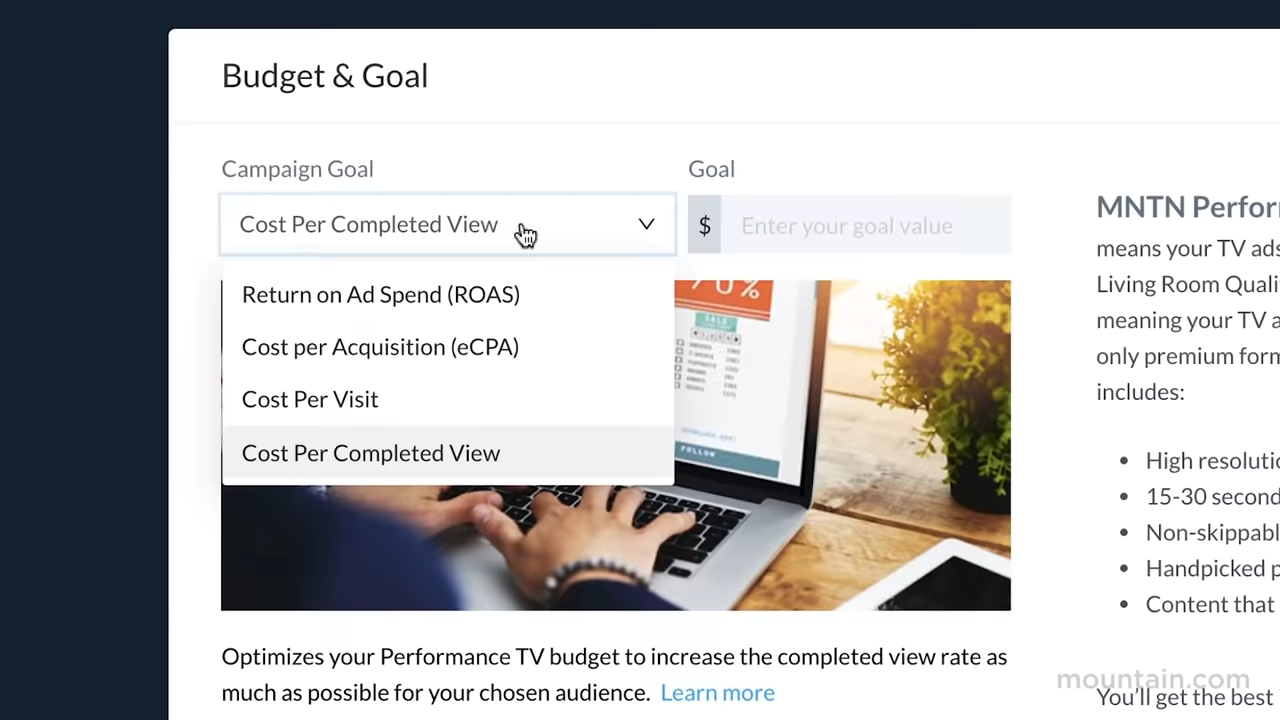 Budget & Goal
Campaign Goal
Goal
Cost Per Completed View
$
Enter your goal value
Return on Ad Spend (ROAS)
Cost per Acquisition (eCPA)
Cost Per Visit
Cost Per Completed View
70%
SALE
FOLLOW
Optimizes your Performance TV budget to increase the completed view rate as
much as possible for your chosen audience. Learn more
MNTN Perfor
means your TV ads
Living Room Quali
meaning your TV a
only premium form
includes:
• High resolutio
• 15-30 second
• Non-skippabl
• Handpicked p
• Content that
You'll get the best
mountain.com